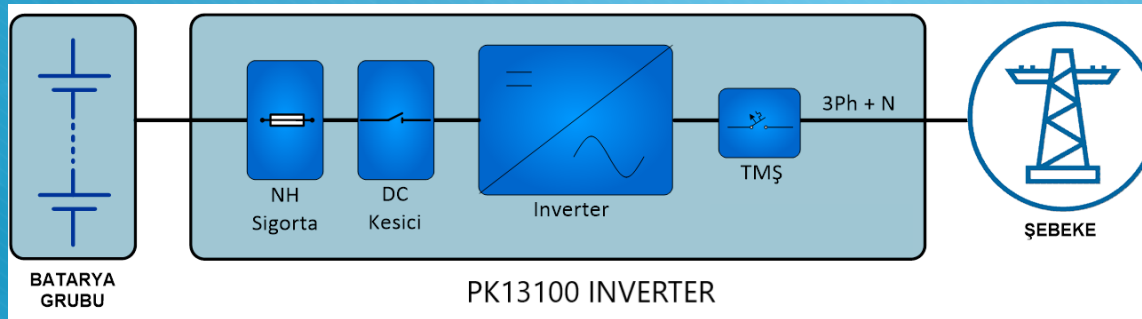 BATARYA
GRUBU
NH
Sigorta
DC
Kesici
Inverter
TMŞ
3Ph + N
ŞEBEKE
PK13100 INVERTER